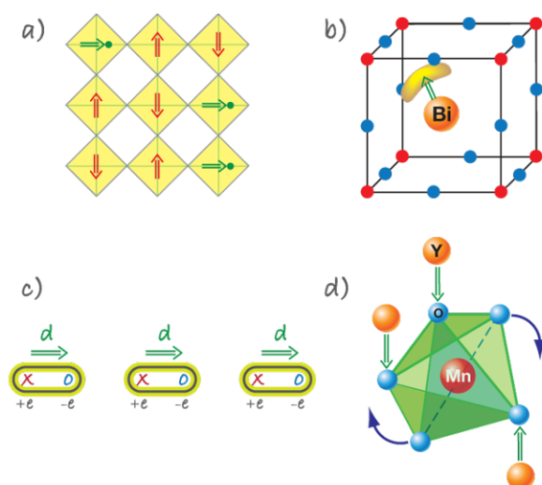 a)
b)
Bi
c)
d d d
x o x o x o
+e -e +e -e +e -e
d)
Y
O
Mn